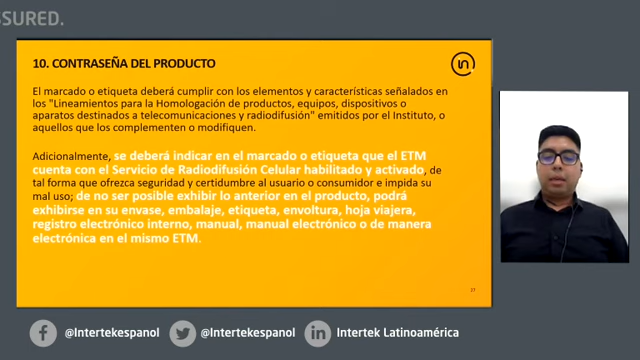 SSURED.
10. CONTRASEÑA DEL PRODUCTO
in
El marcado o etiqueta deberá cumplir con los elementos y características señalados en
los "Lineamientos para la Homologación de productos, equipos, dispositivos o
aparatos destinados a telecomunicaciones y radiodifusión" emitidos por el Instituto, o
aquellos que los complementen o modifiquen.
Adicionalmente, se deberá indicar en el marcado o etiqueta que el ETM
cuenta con el Servicio de Radiodifusión Celular habilitado y activado, de
tal forma que ofrezca seguridad y certidumbre al usuario o consumidor e impida su
mal uso; de no ser posible exhibir lo anterior en el producto, podrá
exhibirse en su envase, embalaje, etiqueta, envoltura, hoja viajera,
registro electrónico interno, manual, manual electrónico o de manera
electrónica en el mismo ETM.
27
@Intertekespanol @Intertekespanol Intertek Latinoamérica